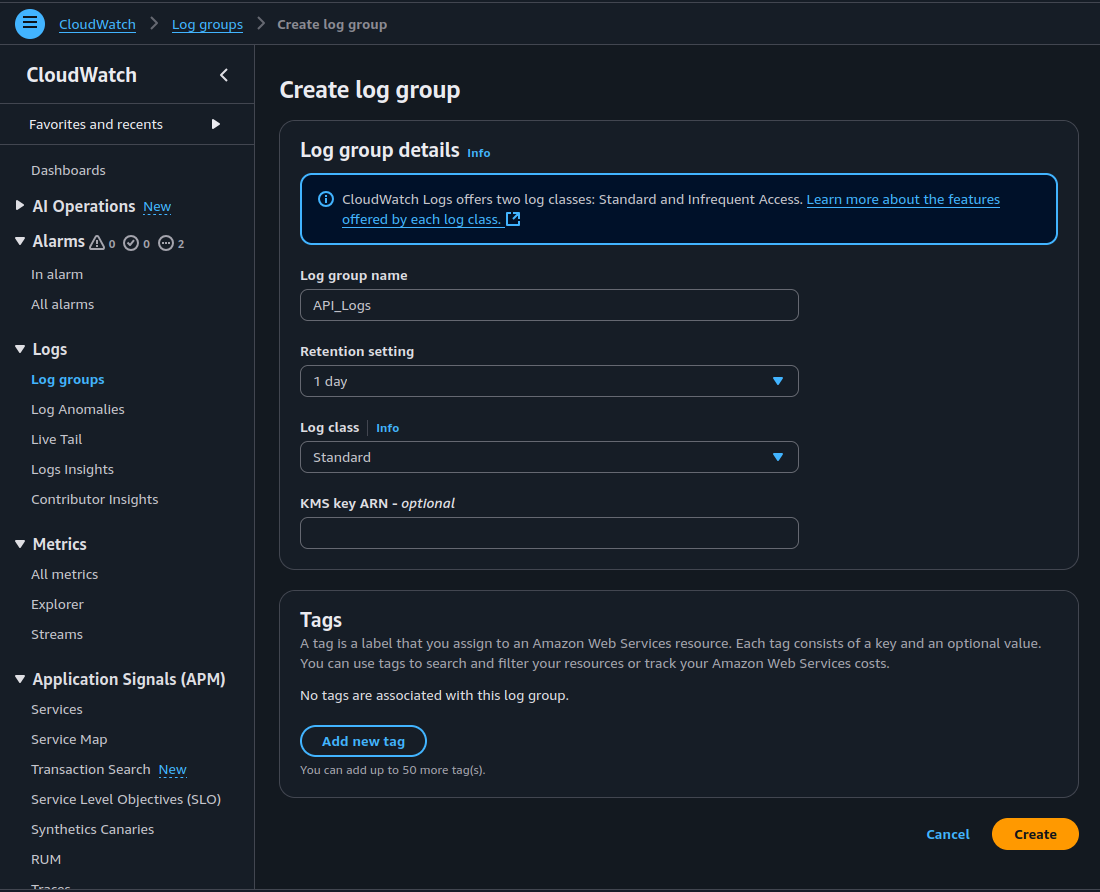 CloudWatch > Log groups > Create log group
CloudWatch
Favorites and recents
Dashboards
AI Operations New
Alarms 0 0 2
In alarm
All alarms
Logs
Log groups
Log Anomalies
Live Tail
Logs Insights
Contributor Insights
Metrics
All metrics
Explorer
Streams
Application Signals (APM)
Services
Service Map
Transaction Search New
Service Level Objectives (SLO)
Synthetics Canaries
RUM
Traces
Create log group
Log group details Info
CloudWatch Logs offers two log classes: Standard and Infrequent Access. Learn more about the features
offered by each log class.
Log group name
API_Logs
Retention setting
1 day
Log class Info
Standard
KMS key ARN - optional
Tags
A tag is a label that you assign to an Amazon Web Services resource. Each tag consists of a key and an optional value.
You can use tags to search and filter your resources or track your Amazon Web Services costs.
No tags are associated with this log group.
Add new tag
You can add up to 50 more tag(s).
Cancel
Create